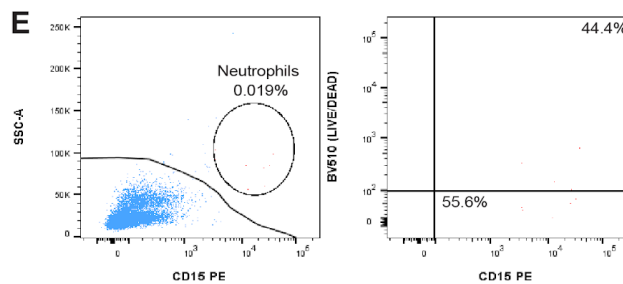 E
Neutrophils
0.019%
SSC-A
250K
200K
150K
100K
50K
0
0
10³
10⁴
10⁵
CD15 PE
44.4%
BV510 (LIVE/DEAD)
10⁵
10⁴
10³
10²
0
55.6%
0
10³
10⁴
10⁵
CD15 PE